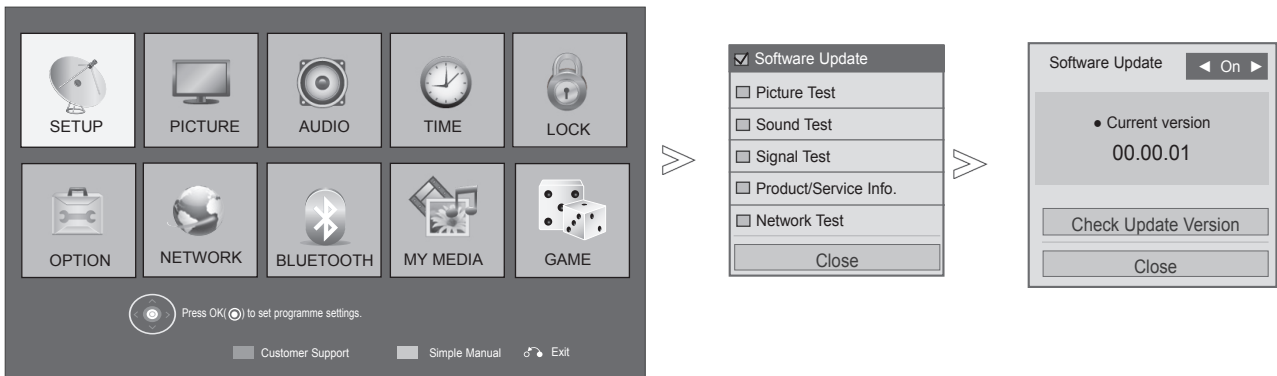 SETUP
PICTURE
AUDIO
TIME
LOCK
OPTION
NETWORK
BLUETOOTH
MY MEDIA
GAME
Press OK(◉) to set programme settings.
Customer Support
Simple Manual
Exit
Software Update
Picture Test
Sound Test
Signal Test
Product/Service Info.
Network Test
Close
Software Update ◄ On ►
● Current version
00.00.01
Check Update Version
Close